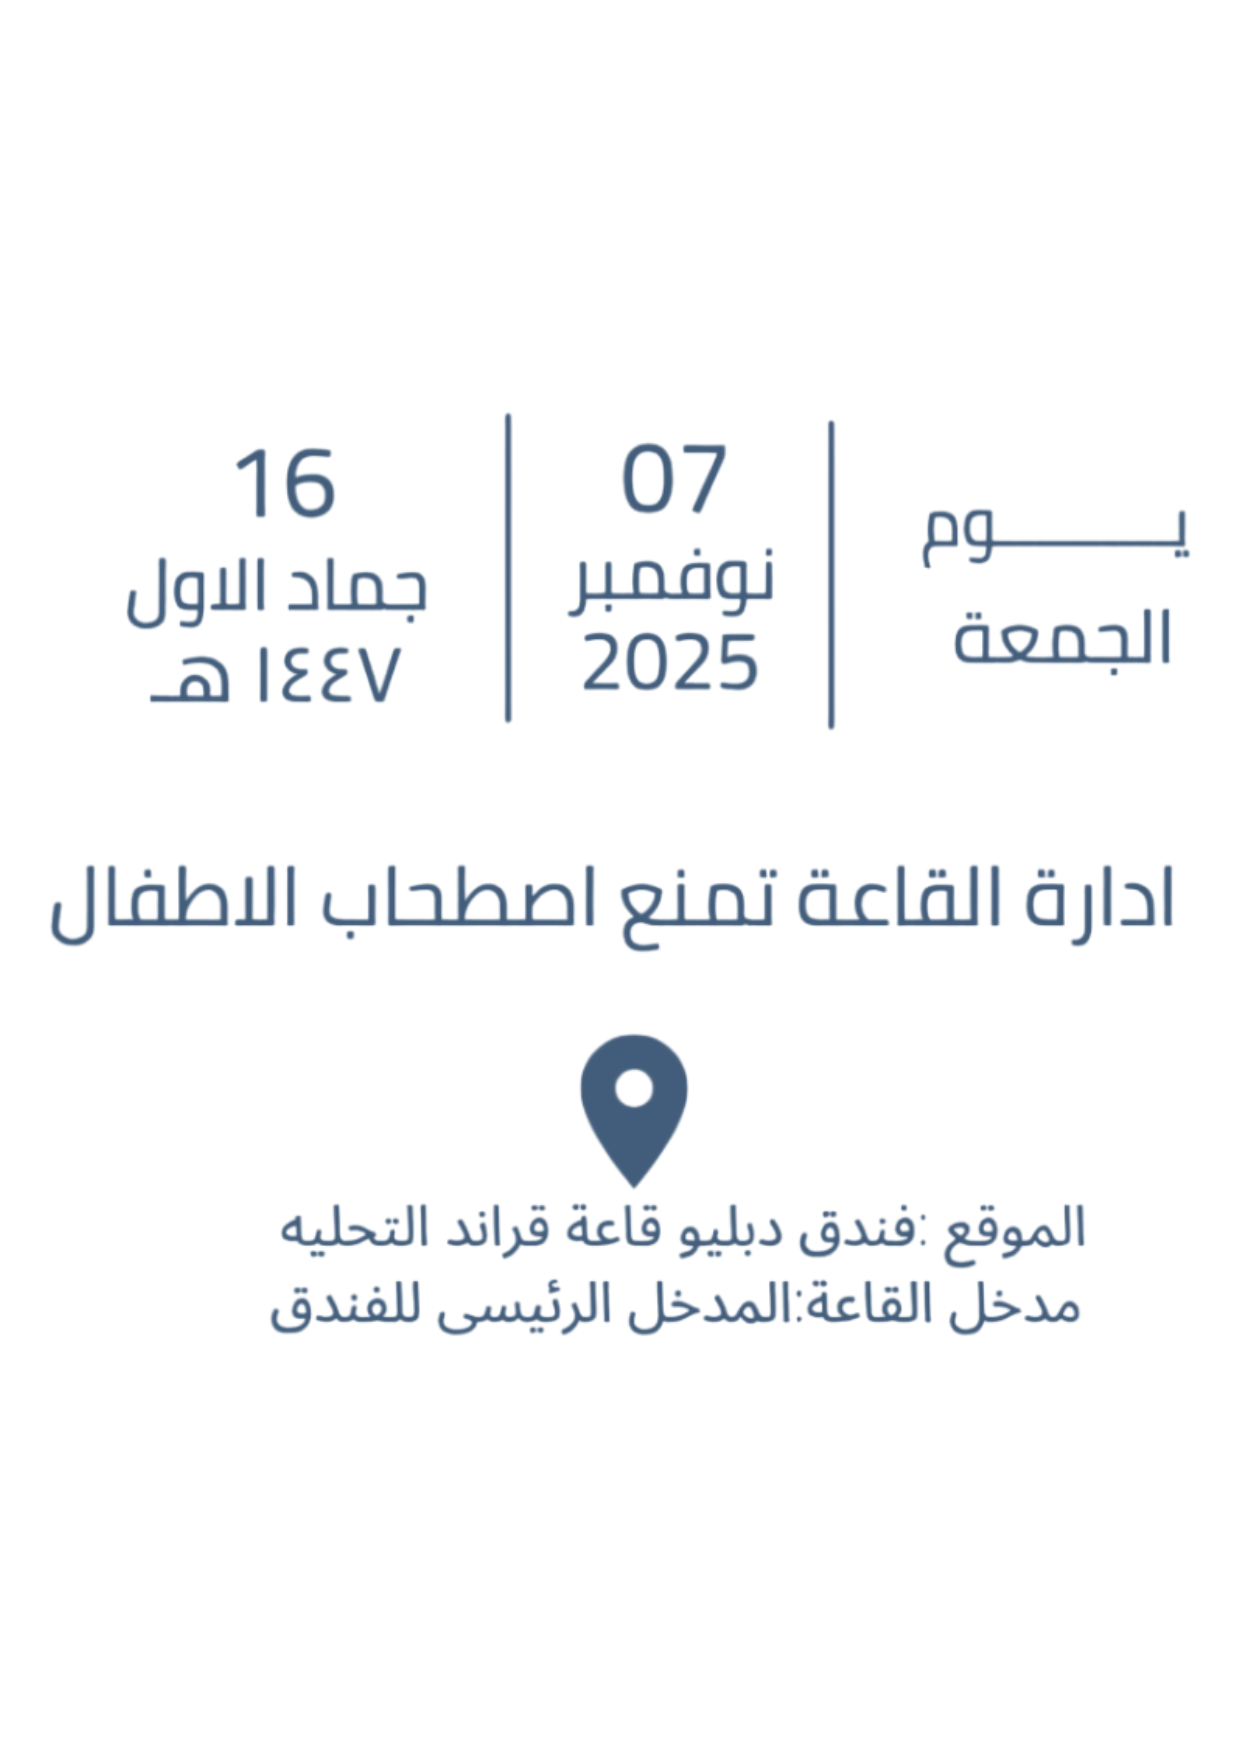 يـــــــــوم
الجمعة
07
نوفمبر
2025
16
جماد الاول
١٤٤٧ هـ
ادارة القاعة تمنع اصطحاب الاطفال
الموقع :فندق دبليو قاعة قراند التحليه
مدخل القاعة:المدخل الرئيسى للفندق